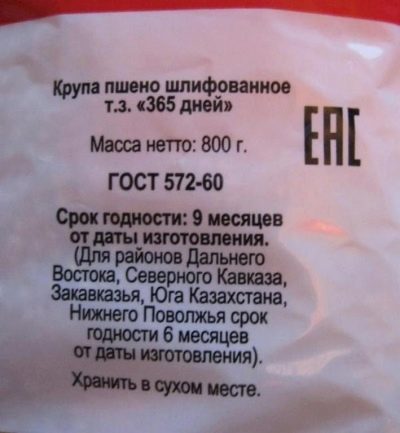 Крупа пшено шлифованное
т.з. «365 дней»
Масса нетто: 800 г.
ЕАС
ГОСТ 572-60
Срок годности: 9 месяцев
от даты изготовления.
(Для районов Дальнего
Востока, Северного Кавказа,
Закавказья, Юга Казахстана,
Нижнего Поволжья срок
годности 6 месяцев
от даты изготовления).
Хранить в сухом месте.